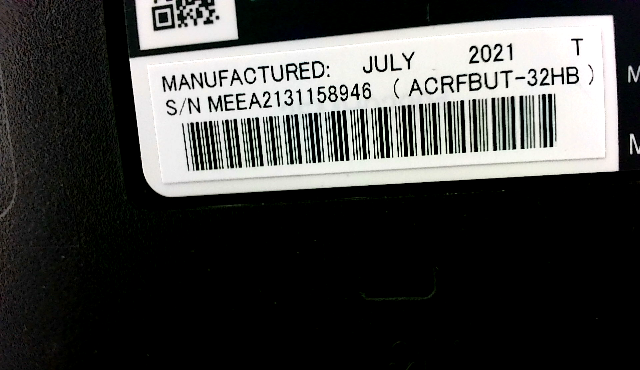 MANUFACTURED: JULY 2021 T
S/N MEEA2131158946 ( ACRFBUT-32HB )
M
M